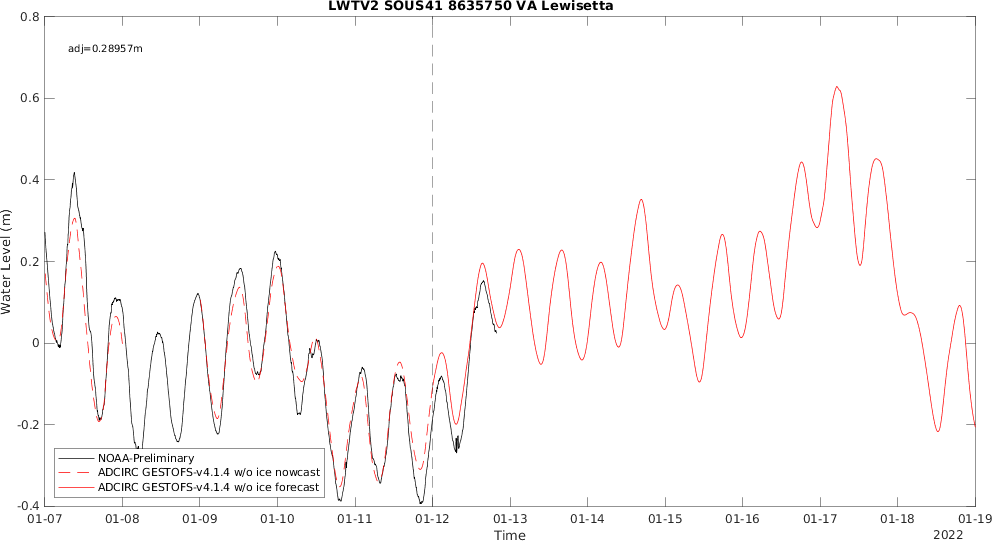 LWTV2 SOUS41 8635750 VA Lewisetta
adj=0.28957m
Water Level (m)
0.8
0.6
0.4
0.2
0
-0.2
-0.4
NOAA-Preliminary
ADCIRC GESTOFS-v4.1.4 w/o ice nowcast
ADCIRC GESTOFS-v4.1.4 w/o ice forecast
01-07 01-08 01-09 01-10 01-11 01-12 01-13 01-14 01-15 01-16 01-17 01-18 01-19
Time
2022